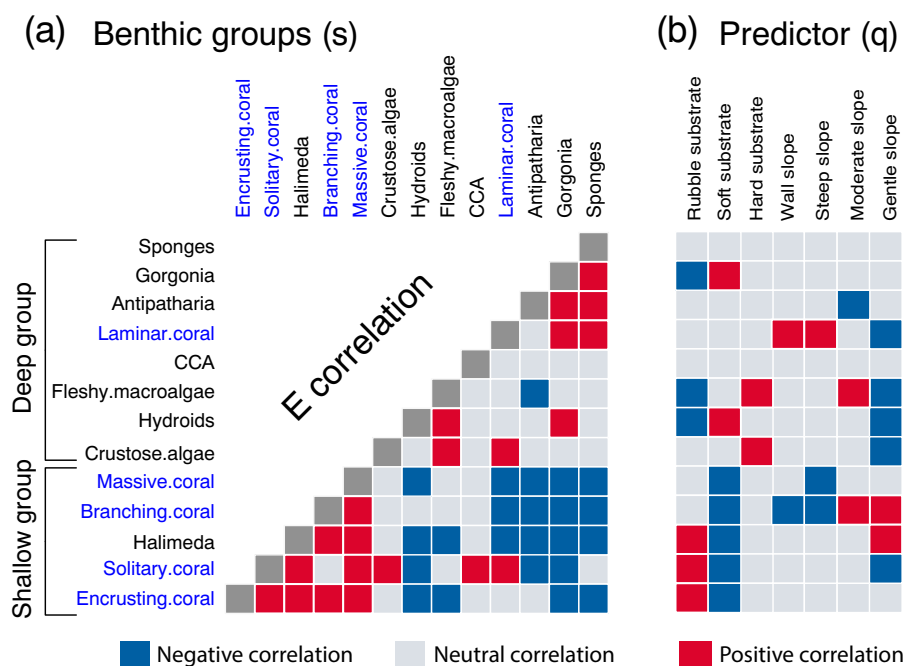 (a) Benthic groups (s)
(b) Predictor (q)
Encrusting.coral
Solitary.coral
Halimeda
Branching.coral
Massive.coral
Crustose.algae
Hydroids
Fleshy.macroalgae
CCA
Laminar.coral
Antipatharia
Gorgonia
Sponges
Rubble substrate
Soft substrate
Hard substrate
Wall slope
Steep slope
Moderate slope
Gentle slope
Deep group
Sponges
Gorgonia
Antipatharia
Laminar.coral
CCA
Fleshy.macroalgae
Hydroids
Crustose.algae
Shallow group
Massive.coral
Branching.coral
Halimeda
Solitary.coral
Encrusting.coral
E correlation
Negative correlation
Neutral correlation
Positive correlation